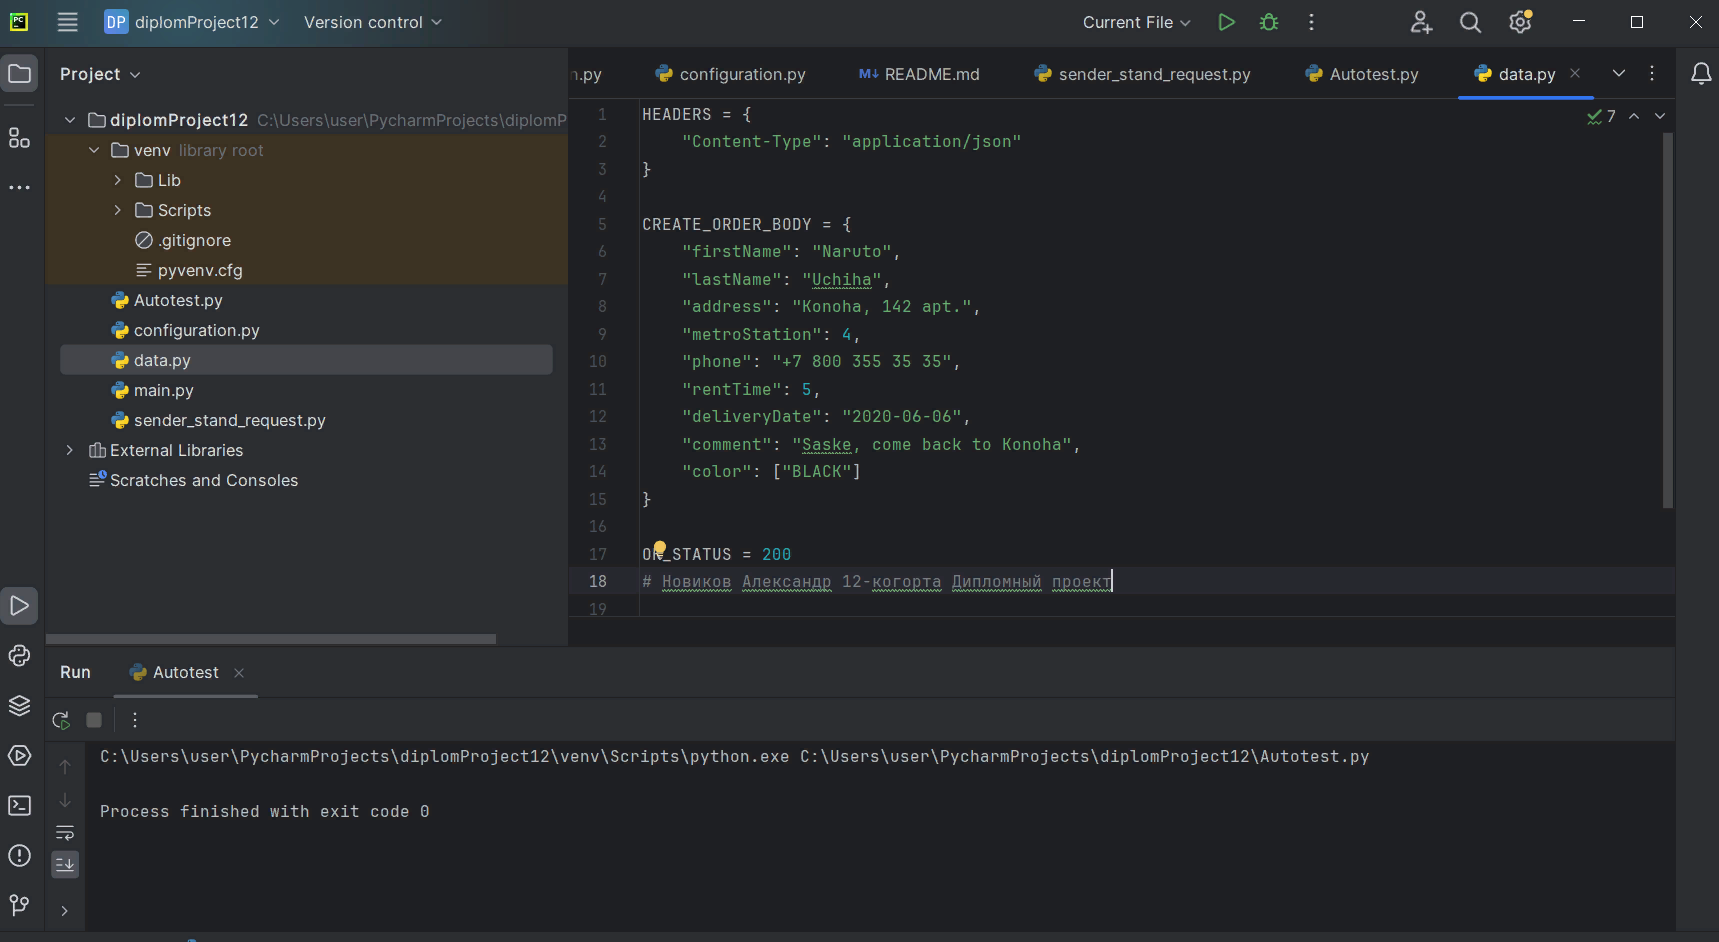 PC DP diplomProject12 Version control Current File
Project
n.py configuration.py M↓ README.md sender_stand_request.py Autotest.py data.py
diplomProject12 C:\Users\user\PycharmProjects\diplomP
venv library root
Lib
Scripts
.gitignore
pyvenv.cfg
Autotest.py
configuration.py
data.py
main.py
sender_stand_request.py
External Libraries
Scratches and Consoles
7
1 HEADERS = {
2 "Content-Type": "application/json"
3 }
4
5 CREATE_ORDER_BODY = {
6 "firstName": "Naruto",
7 "lastName": "Uchiha",
8 "address": "Konoha, 142 apt.",
9 "metroStation": 4,
10 "phone": "+7 800 355 35 35",
11 "rentTime": 5,
12 "deliveryDate": "2020-06-06",
13 "comment": "Saske, come back to Konoha",
14 "color": ["BLACK"]
15 }
16
17 OK_STATUS = 200
18 # Новиков Александр 12-когорта Дипломный проект
19
Run Autotest
C:\Users\user\PycharmProjects\diplomProject12\venv\Scripts\python.exe C:\Users\user\PycharmProjects\diplomProject12\Autotest.py
Process finished with exit code 0